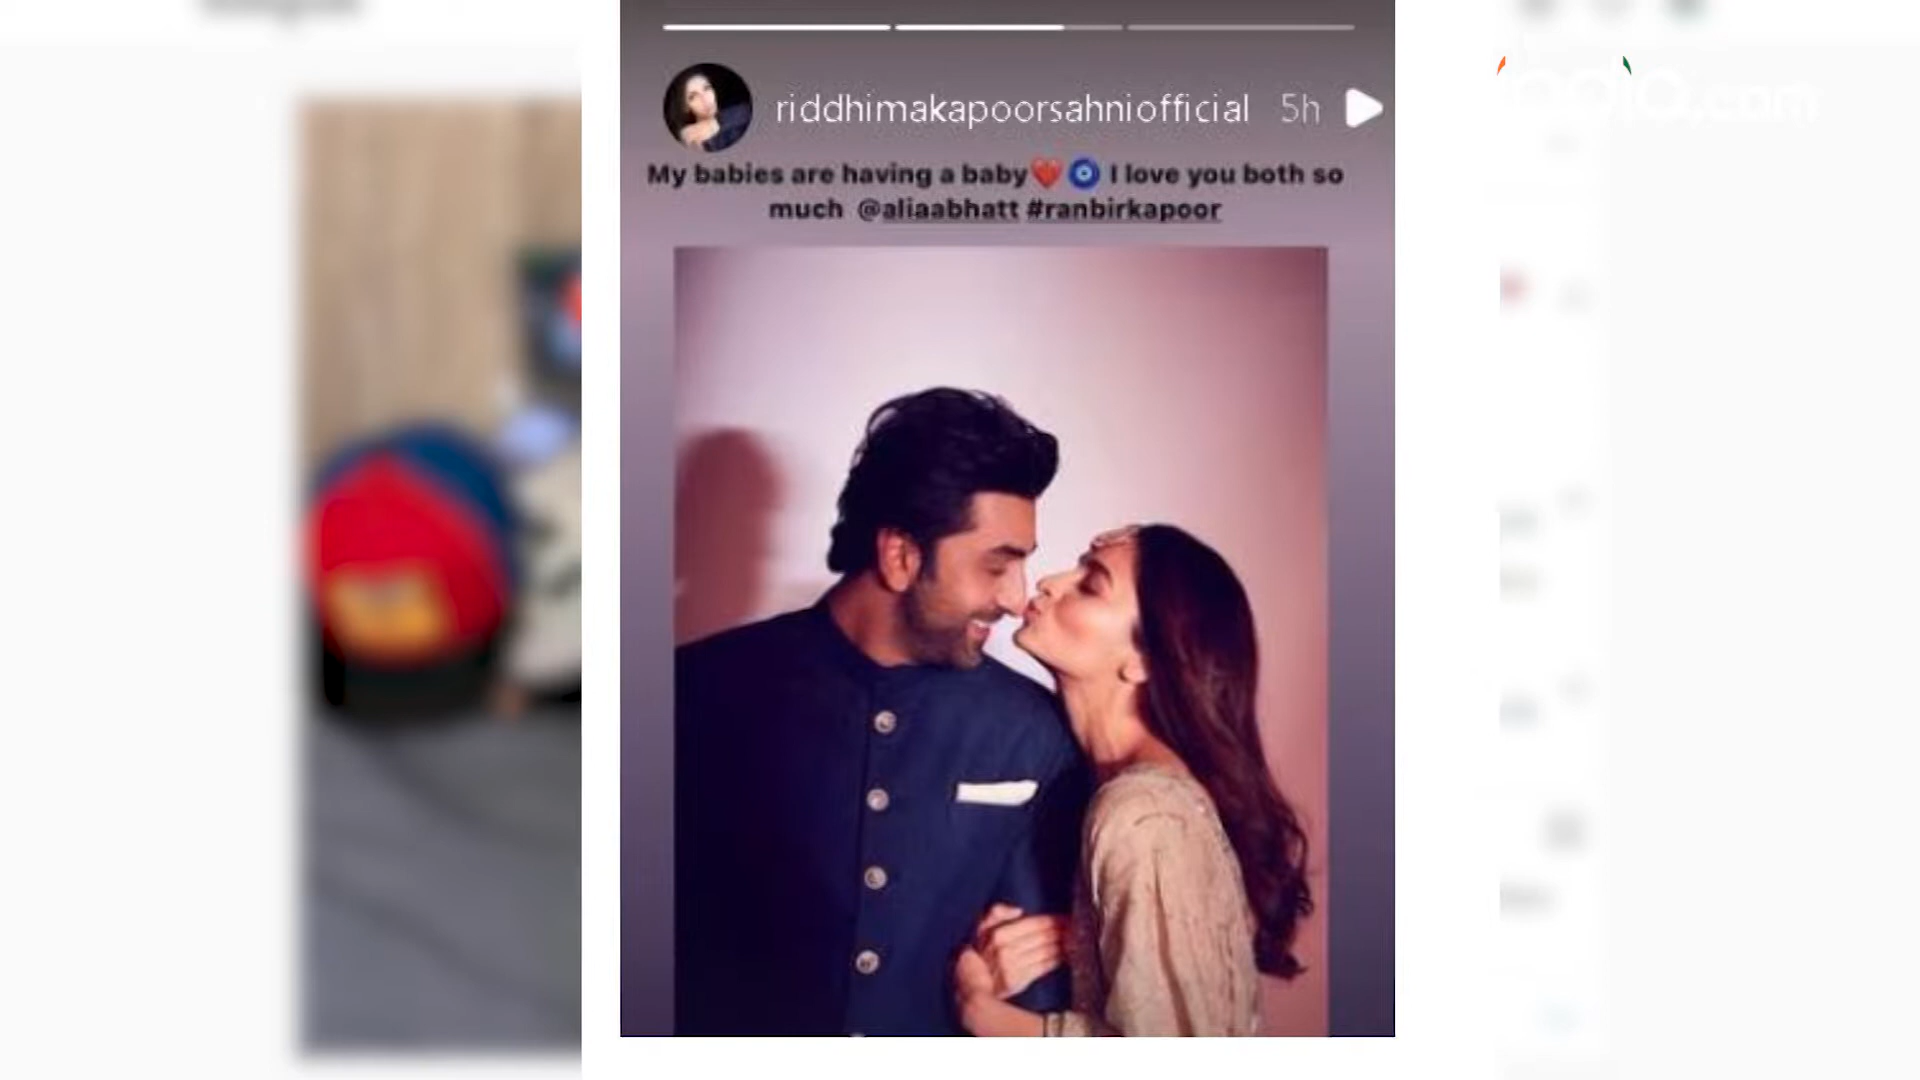 riddhimakapoorsahniofficial 5h
My babies are having a baby❤️🧿 I love you both so
much @aliaabhatt #ranbirkapoor